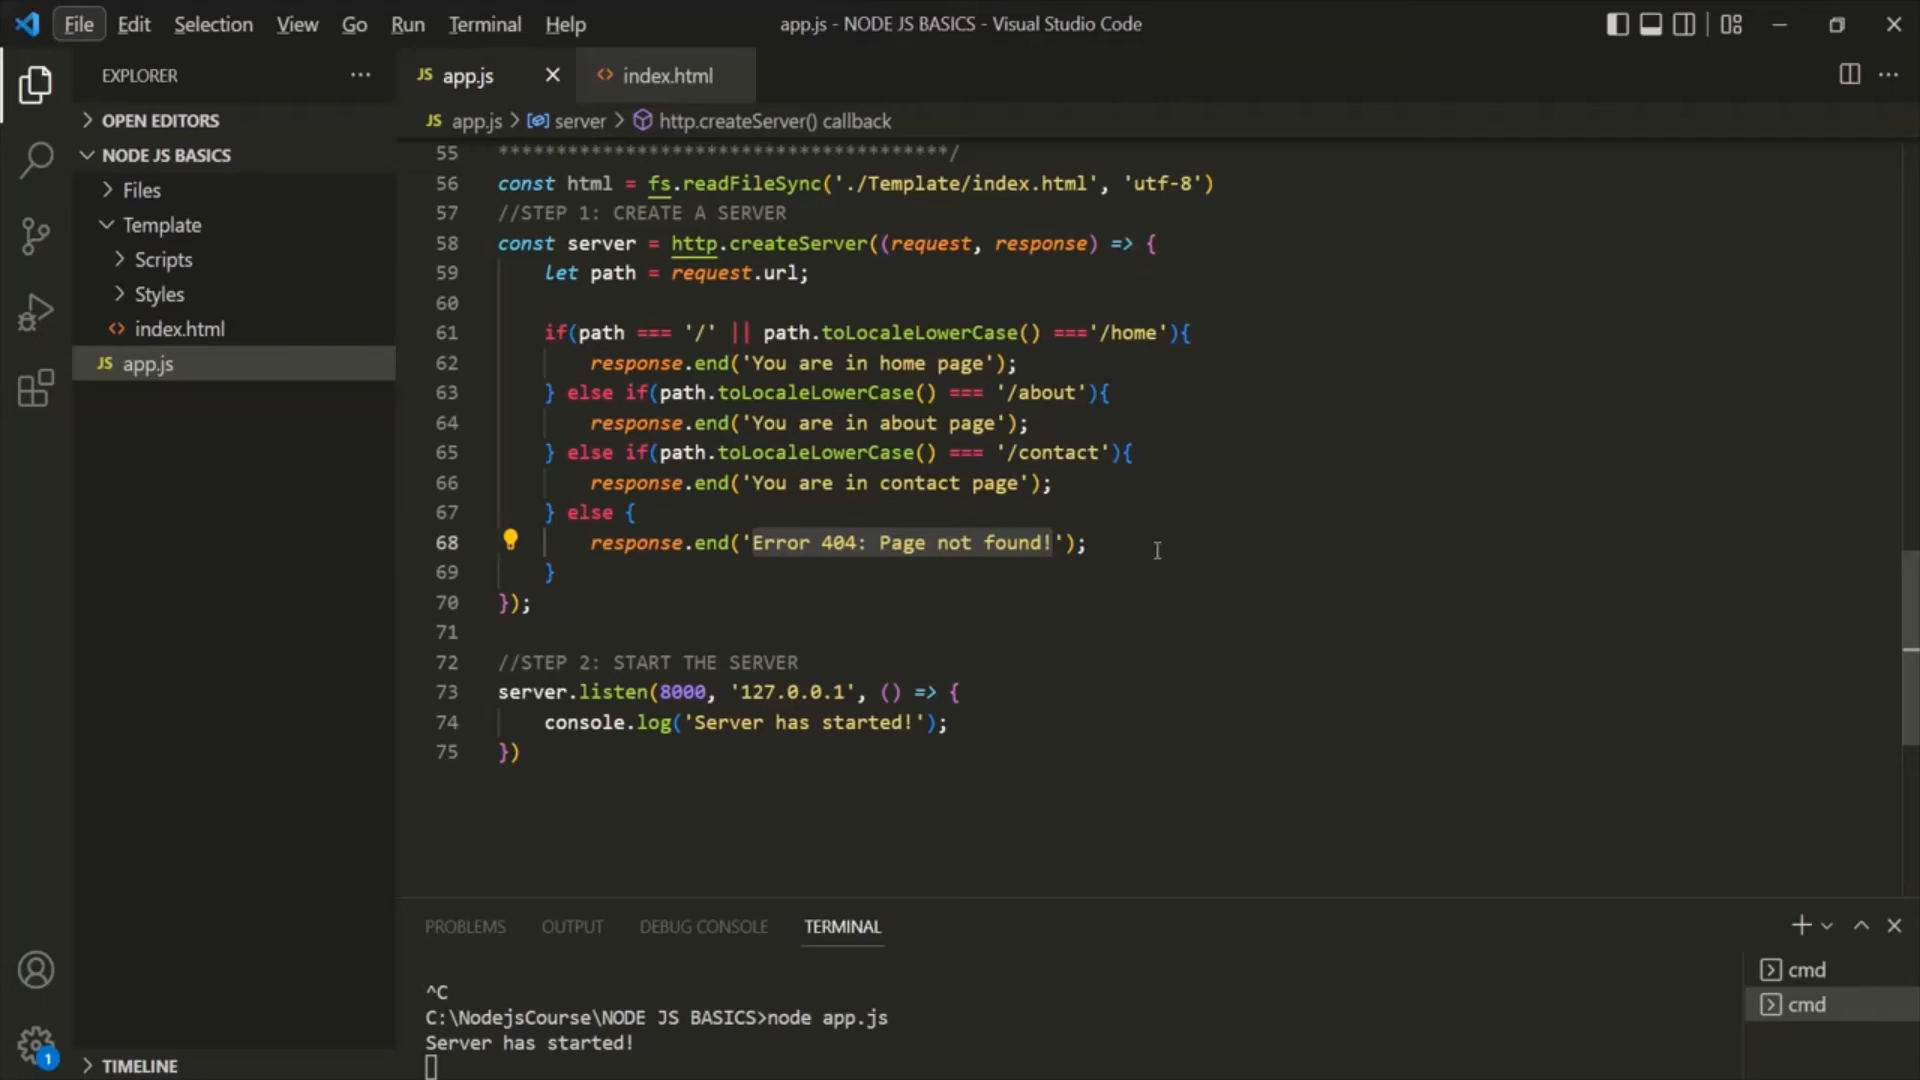 File Edit Selection View Go Run Terminal Help
app.js - NODE JS BASICS - Visual Studio Code
EXPLORER
OPEN EDITORS
NODE JS BASICS
Files
Template
Scripts
Styles
<> index.html
JS app.js
JS app.js
<> index.html
JS app.js > server > http.createServer() callback
55 ***************************************/
56 const html = fs.readFileSync('./Template/index.html', 'utf-8')
57 //STEP 1: CREATE A SERVER
58 const server = http.createServer((request, response) => {
59 let path = request.url;
60
61 if(path === '/' || path.toLocaleLowerCase() ==='/home'){
62 response.end('You are in home page');
63 } else if(path.toLocaleLowerCase() === '/about'){
64 response.end('You are in about page');
65 } else if(path.toLocaleLowerCase() === '/contact'){
66 response.end('You are in contact page');
67 } else {
68 response.end('Error 404: Page not found!');
69 }
70 });
71
72 //STEP 2: START THE SERVER
73 server.listen(8000, '127.0.0.1', () => {
74 console.log('Server has started!');
75 })
PROBLEMS OUTPUT DEBUG CONSOLE TERMINAL
^C
C:\NodejsCourse\NODE JS BASICS>node app.js
Server has started!
cmd
cmd
1
TIMELINE